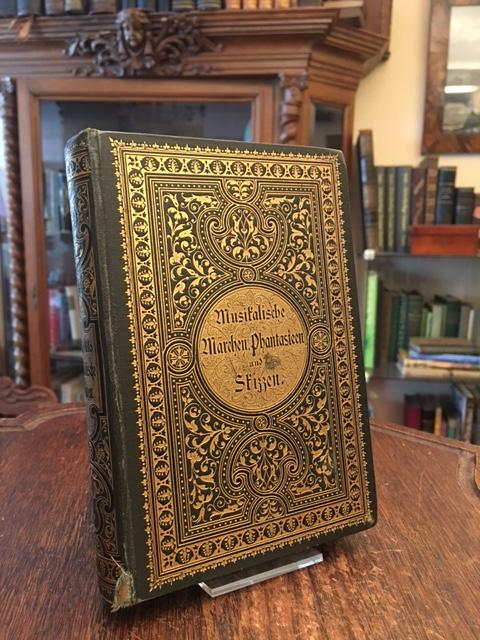 Musikalische
Märchen, Phantasieen
und
Skizzen.